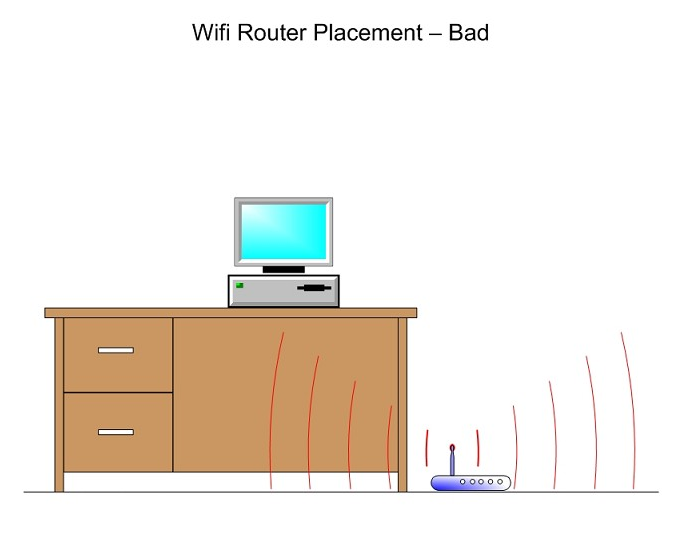 Wifi Router Placement – Bad